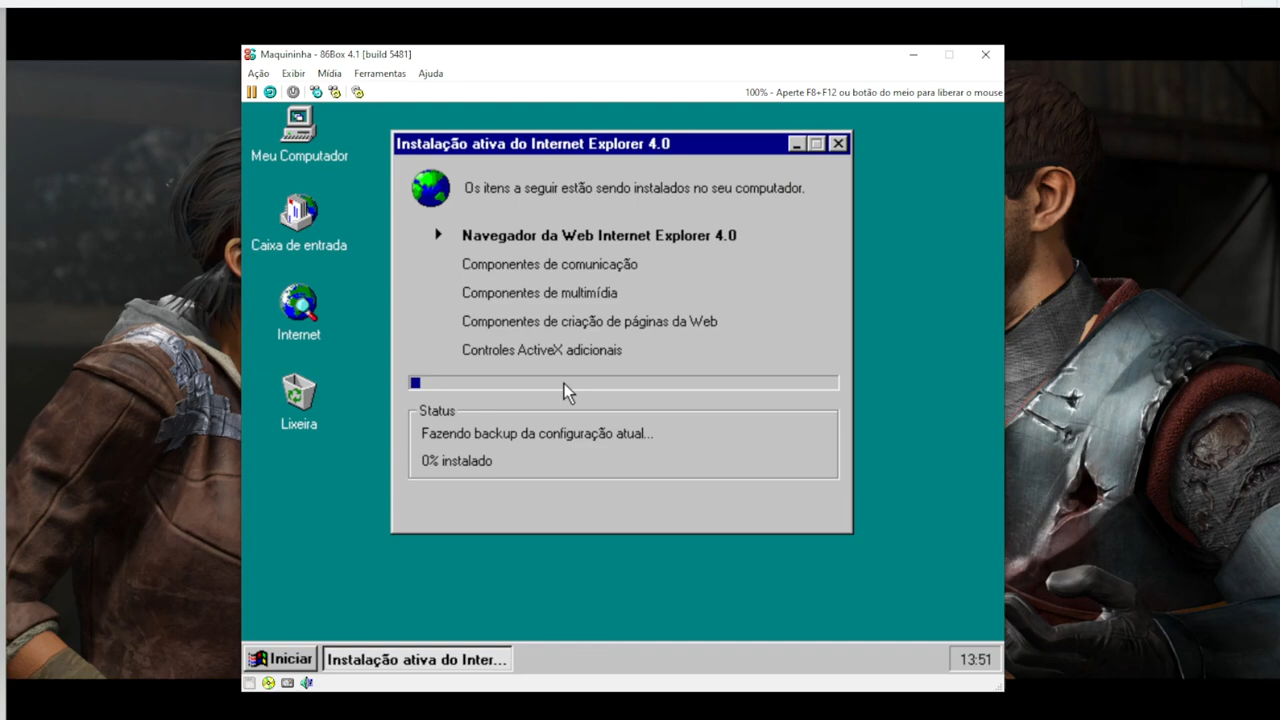 Maquininha - 86Box 4.1 [build 5481]
Ação Exibir Mídia Ferramentas Ajuda
100% - Aperte F8+F12 ou botão do meio para liberar o mouse
Meu Computador
Caixa de entrada
Internet
Lixeira
Instalação ativa do Internet Explorer 4.0
Os itens a seguir estão sendo instalados no seu computador.
Navegador da Web Internet Explorer 4.0
Componentes de comunicação
Componentes de multimídia
Componentes de criação de páginas da Web
Controles ActiveX adicionais
Status
Fazendo backup da configuração atual...
0% instalado
Iniciar
Instalação ativa do Inter...
13:51